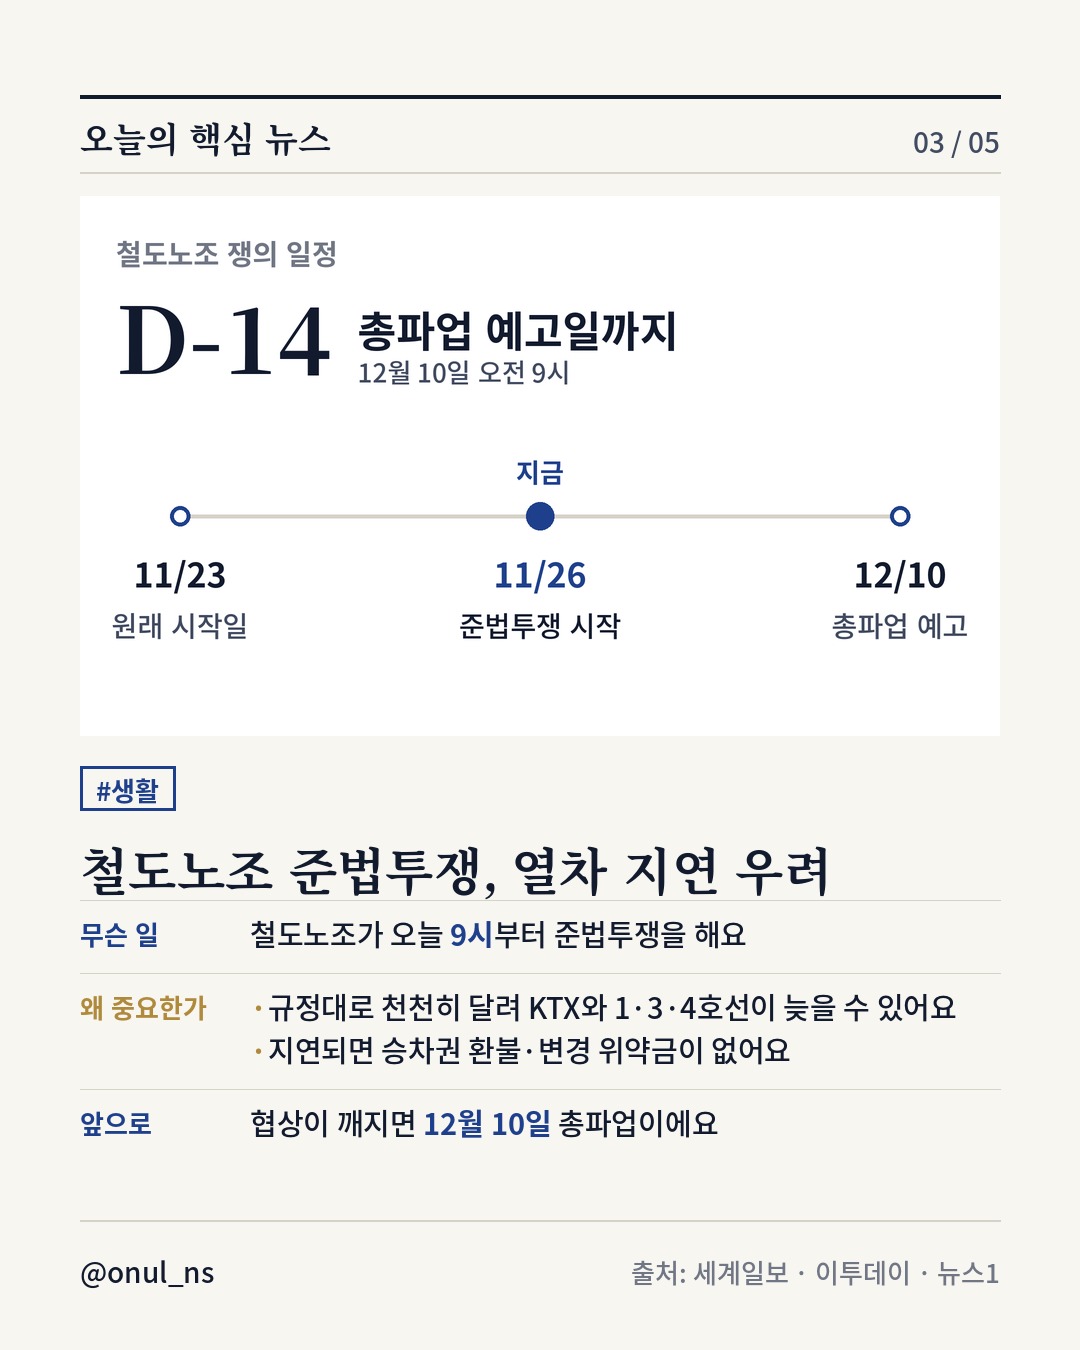 오늘의 핵심 뉴스
03 / 05
철도노조 쟁의 일정
D-14
총파업 예고일까지
12월 10일 오전 9시
지금
11/23
11/26
12/10
원래 시작일
준법투쟁 시작
총파업 예고
#생활
철도노조 준법투쟁, 열차 지연 우려
무슨 일
철도노조가 오늘 9시부터 준법투쟁을 해요
왜 중요한가
· 규정대로 천천히 달려 KTX와 1·3·4호선이 늦을 수 있어요
· 지연되면 승차권 환불·변경 위약금이 없어요
앞으로
협상이 깨지면 12월 10일 총파업이에요
@onul_ns
출처: 세계일보 · 이투데이 · 뉴스1